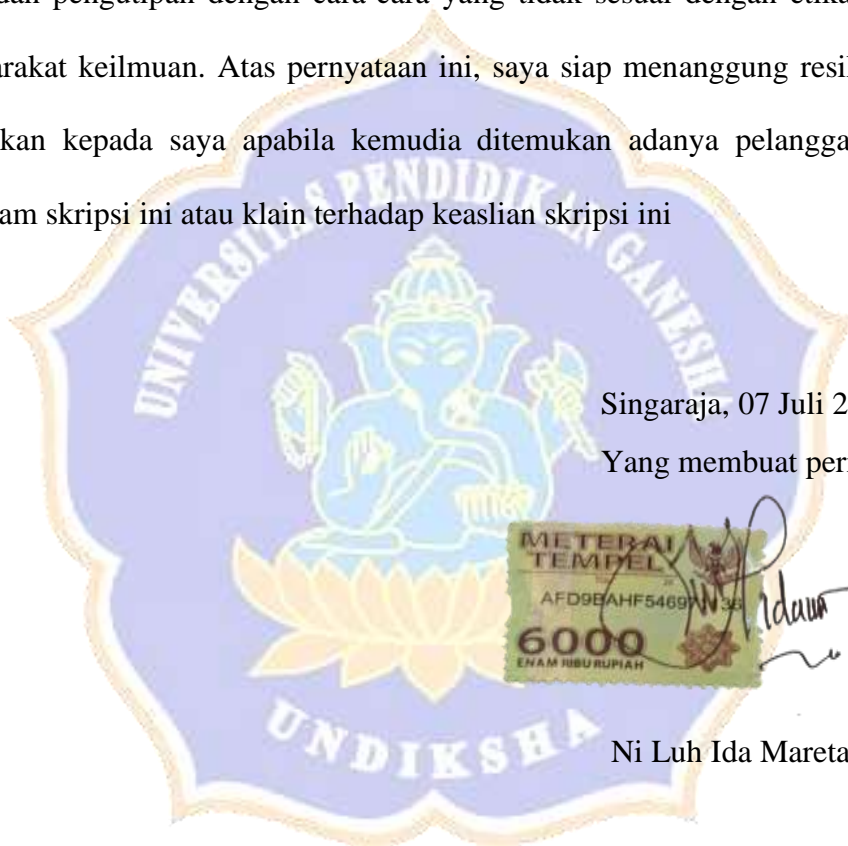 dan pengutipan dengan cara-cara yang tidak sesuai dengan etika
arakat keilmuan. Atas pernyataan ini, saya siap menanggung resi
kan kepada saya apabila kemudia ditemukan adanya pelangga
am skripsi ini atau klain terhadap keaslian skripsi ini
UNIVERSITAS PENDIDIKAN GANESHA
Singaraja, 07 Juli 2
Yang membuat per
METERAI
TEMPEL
6000
ENAM RIBU RUPIAH
UNDIKSHA
Ni Luh Ida Mareta